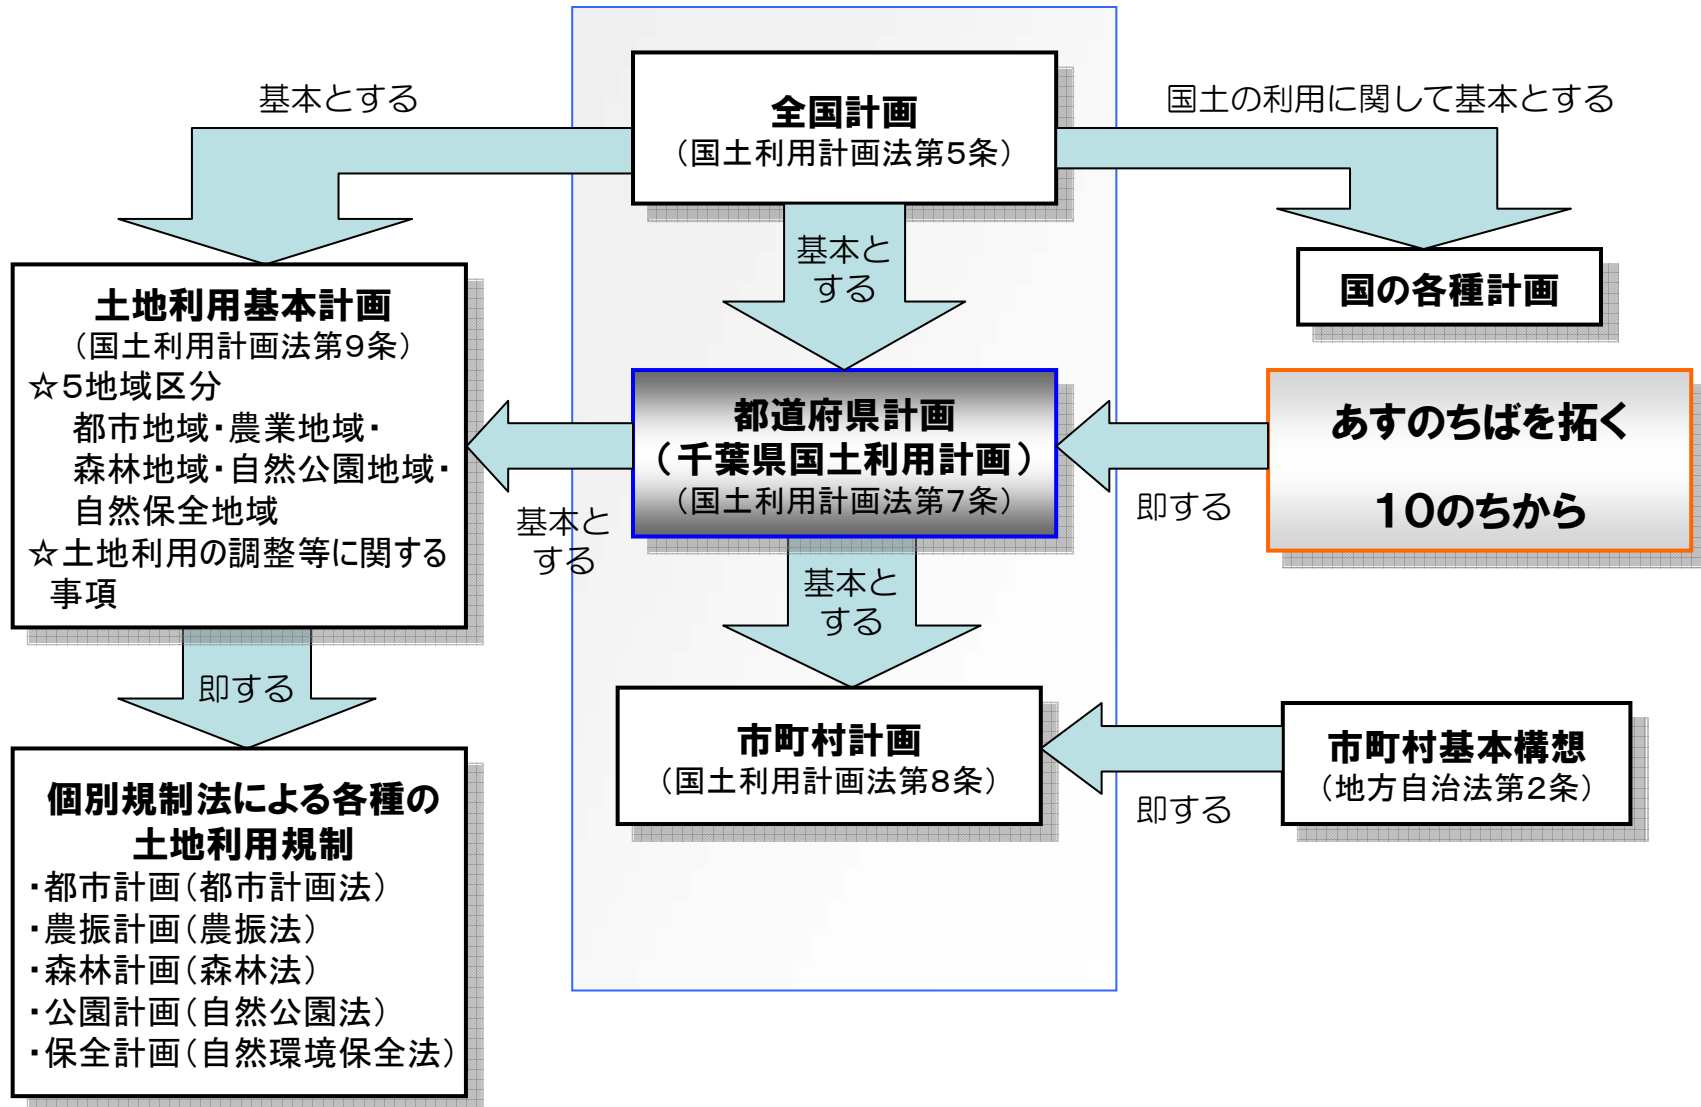 基本とする
全国計画
（国土利用計画法第5条）
国土の利用に関して基本とする
基本と
する
国の各種計画
土地利用基本計画
（国土利用計画法第9条）
☆5地域区分
都市地域・農業地域・
森林地域・自然公園地域・
自然保全地域
☆土地利用の調整等に関する
事項
基本と
する
都道府県計画
（千葉県国土利用計画）
（国土利用計画法第7条）
即する
あすのちばを拓く
10のちから
基本と
する
即する
市町村計画
（国土利用計画法第8条）
即する
市町村基本構想
（地方自治法第2条）
個別規制法による各種の
土地利用規制
・都市計画（都市計画法）
・農振計画（農振法）
・森林計画（森林法）
・公園計画（自然公園法）
・保全計画（自然環境保全法）